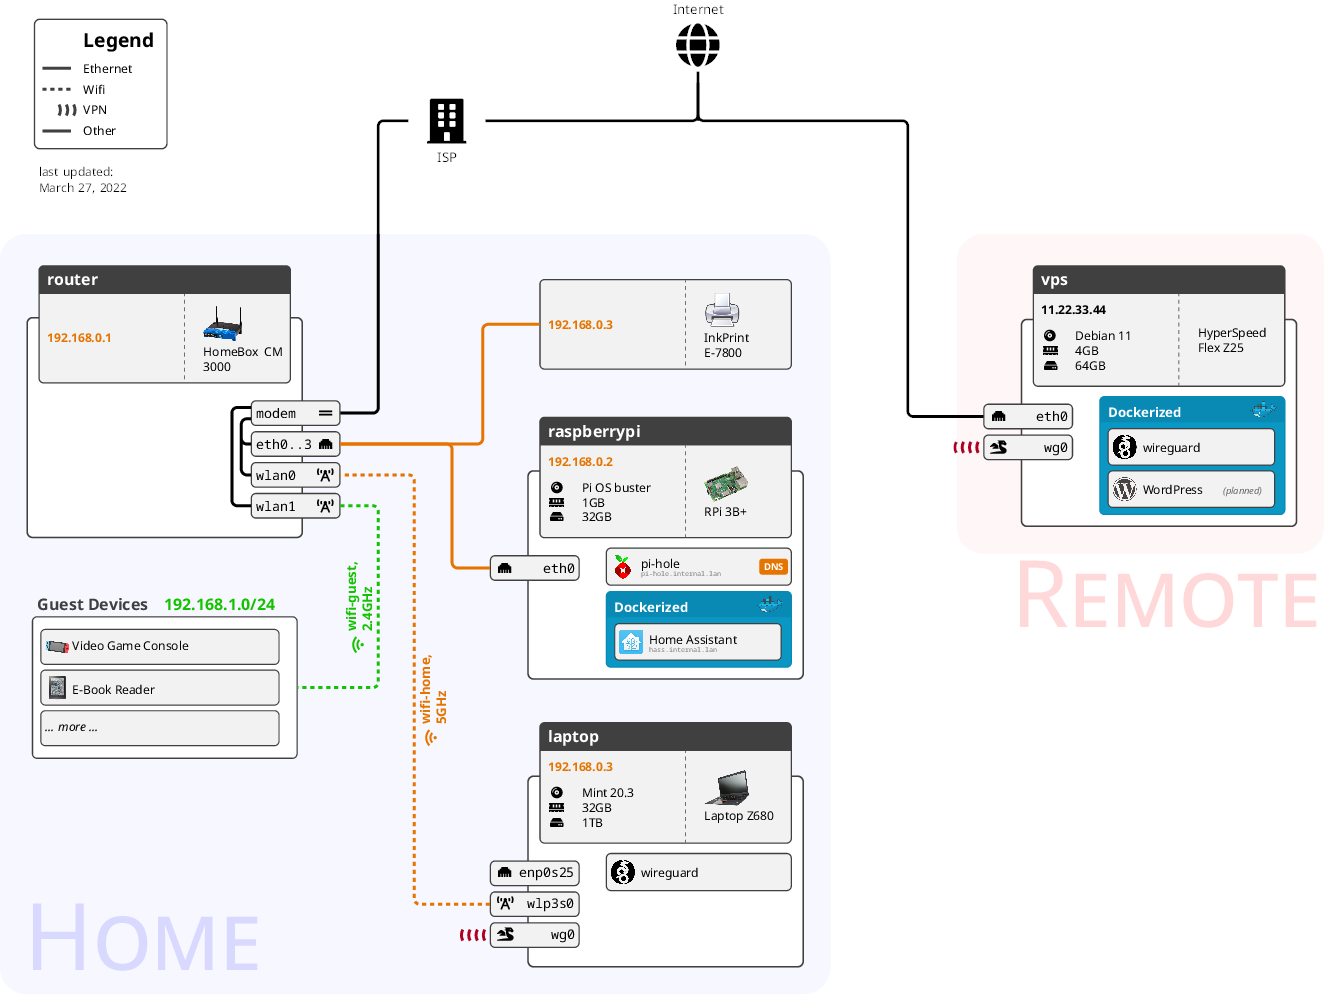 Internet
Legend
Ethernet
Wifi
VPN
Other
last updated:
March 27, 2022
ISP
router
192.168.0.1
HomeBox CM
3000
modem
eth0..3
wlan0
wlan1
Guest Devices 192.168.1.0/24
Video Game Console
E-Book Reader
... more ...
wifi-guest,
2.4GHz
wifi-home,
5GHz
192.168.0.3
InkPrint
E-7800
raspberrypi
192.168.0.2
Pi OS buster
1GB
32GB
RPi 3B+
eth0
pi-hole
pi-hole.internal.lan
DNS
Dockerized
Home Assistant
hass.internal.lan
laptop
192.168.0.3
Mint 20.3
32GB
1TB
Laptop Z680
enp0s25
wlp3s0
wg0
wireguard
HOME
vps
11.22.33.44
Debian 11
4GB
64GB
HyperSpeed
Flex Z25
eth0
wg0
Dockerized
wireguard
WordPress (planned)
REMOTE